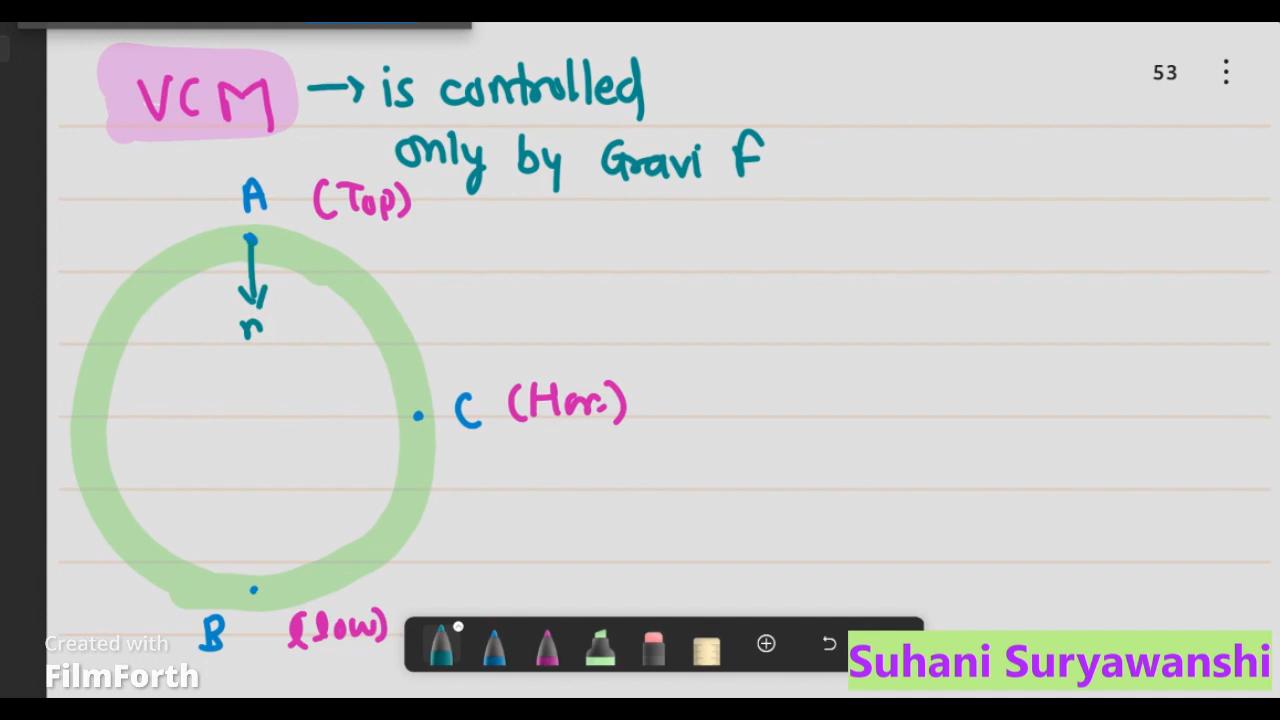 53
VCM → is controlled
only by Gravi F
A (Top)
r
C (Hor.)
B (low)
Created with
FilmForth
Suhani Suryawanshi